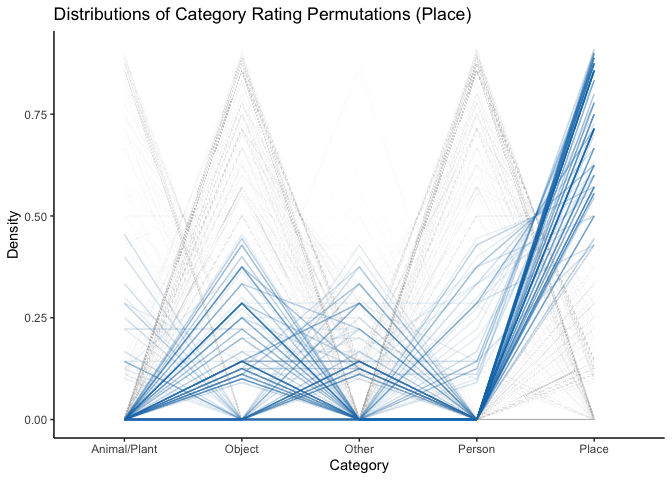 Distributions of Category Rating Permutations (Place)
Density
0.75
0.50
0.25
0.00
Animal/Plant Object Other Person Place
Category